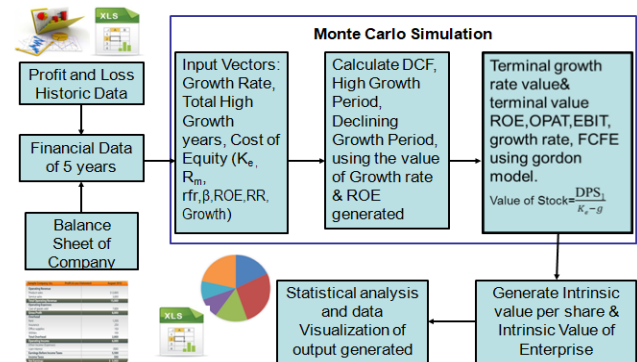 XLS
Monte Carlo Simulation
Profit and Loss
Historic Data
Financial Data
of 5 years
Balance
Sheet of
Company
Input Vectors:
Growth Rate,
Total High
Growth
years, Cost of
Equity (Ke,
Rm,
rfr,β,ROE,RR,
Growth)
Calculate DCF,
High Growth
Period,
Declining
Growth Period,
using the value
of Growth rate
& ROE
generated
Terminal growth
rate value&
terminal value
ROE,OPAT,EBIT,
growth rate, FCFE
using gordon
model.
Value of Stock=DPS₁/Ke−g
Generate Intrinsic
value per share &
Intrinsic Value of
Enterprise
Statistical analysis
and data
Visualization of
output generated
XLS